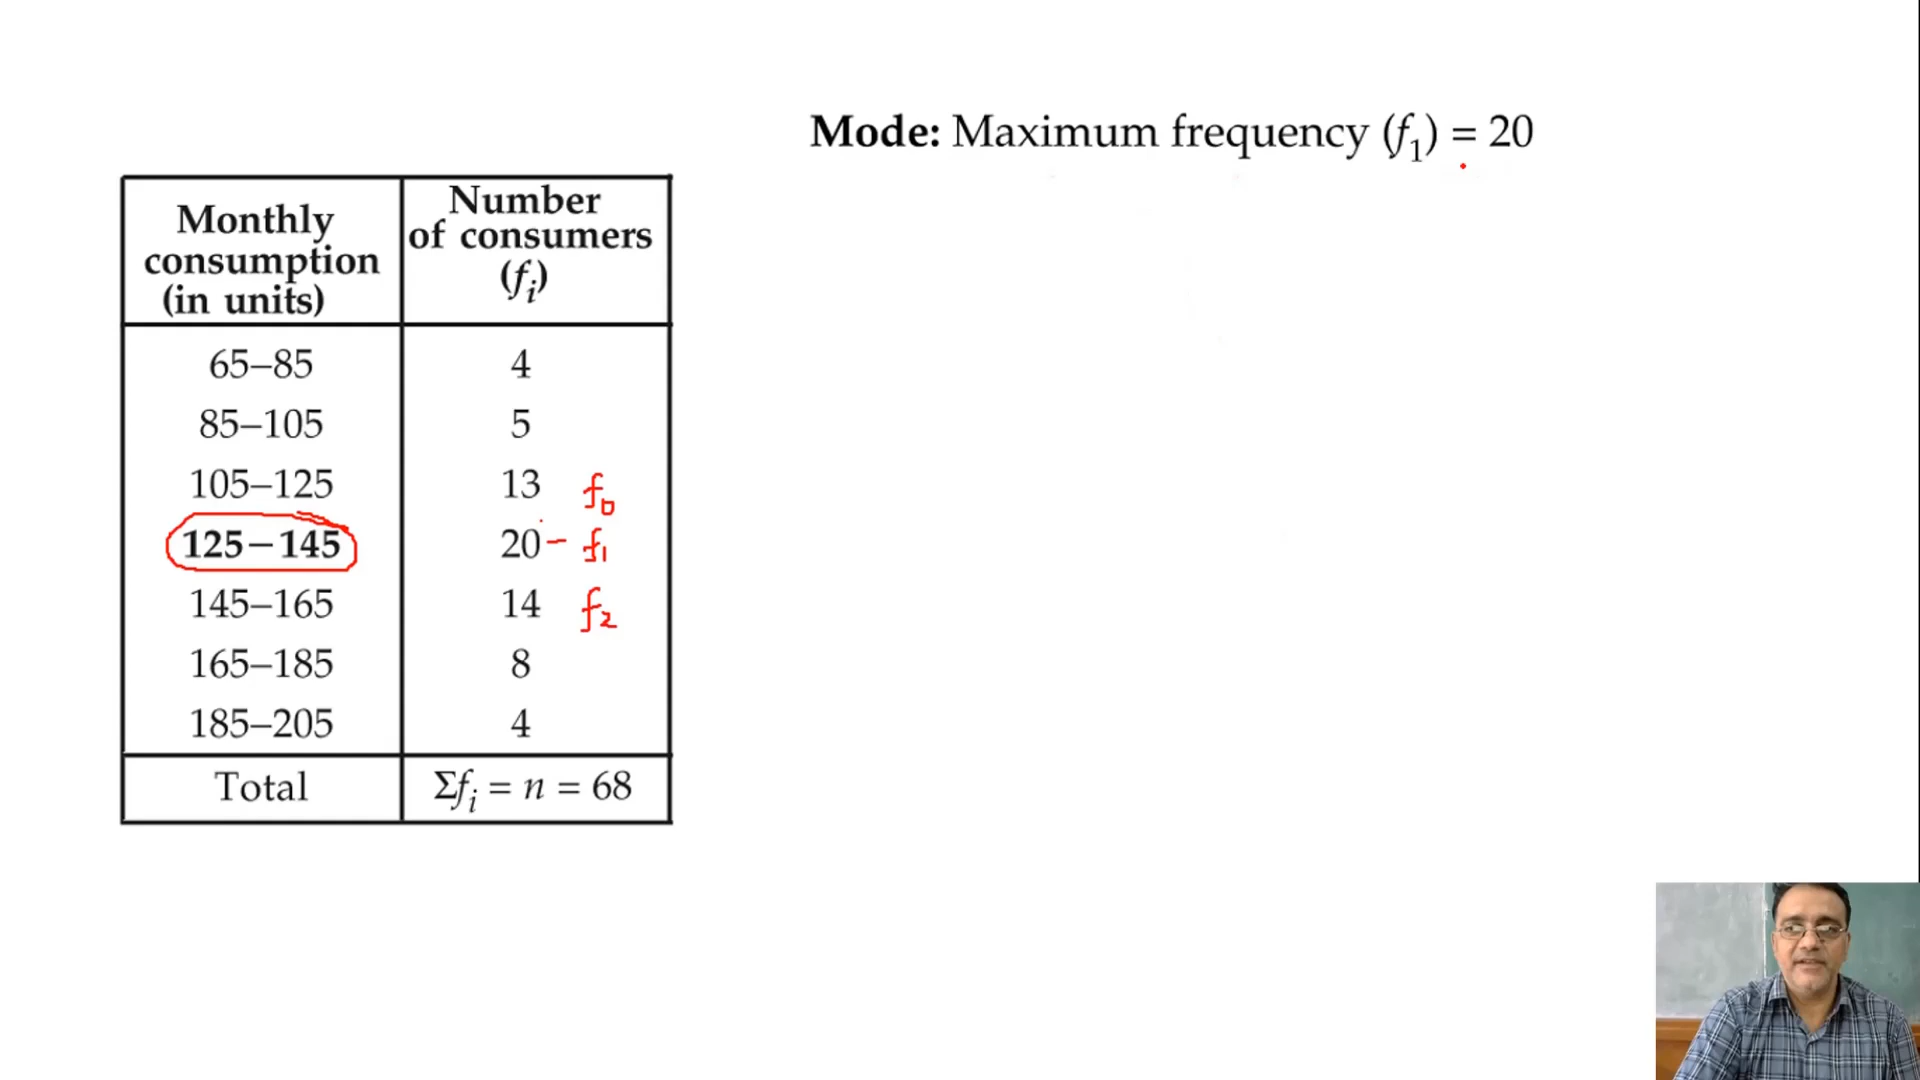 Mode: Maximum frequency (f₁) = 20
Monthly consumption (in units) Number of consumers (fᵢ)
65–85 4
85–105 5
105–125 13 f₀
125–145 20 – f₁
145–165 14 f₂
165–185 8
185–205 4
Total Σfᵢ = n = 68